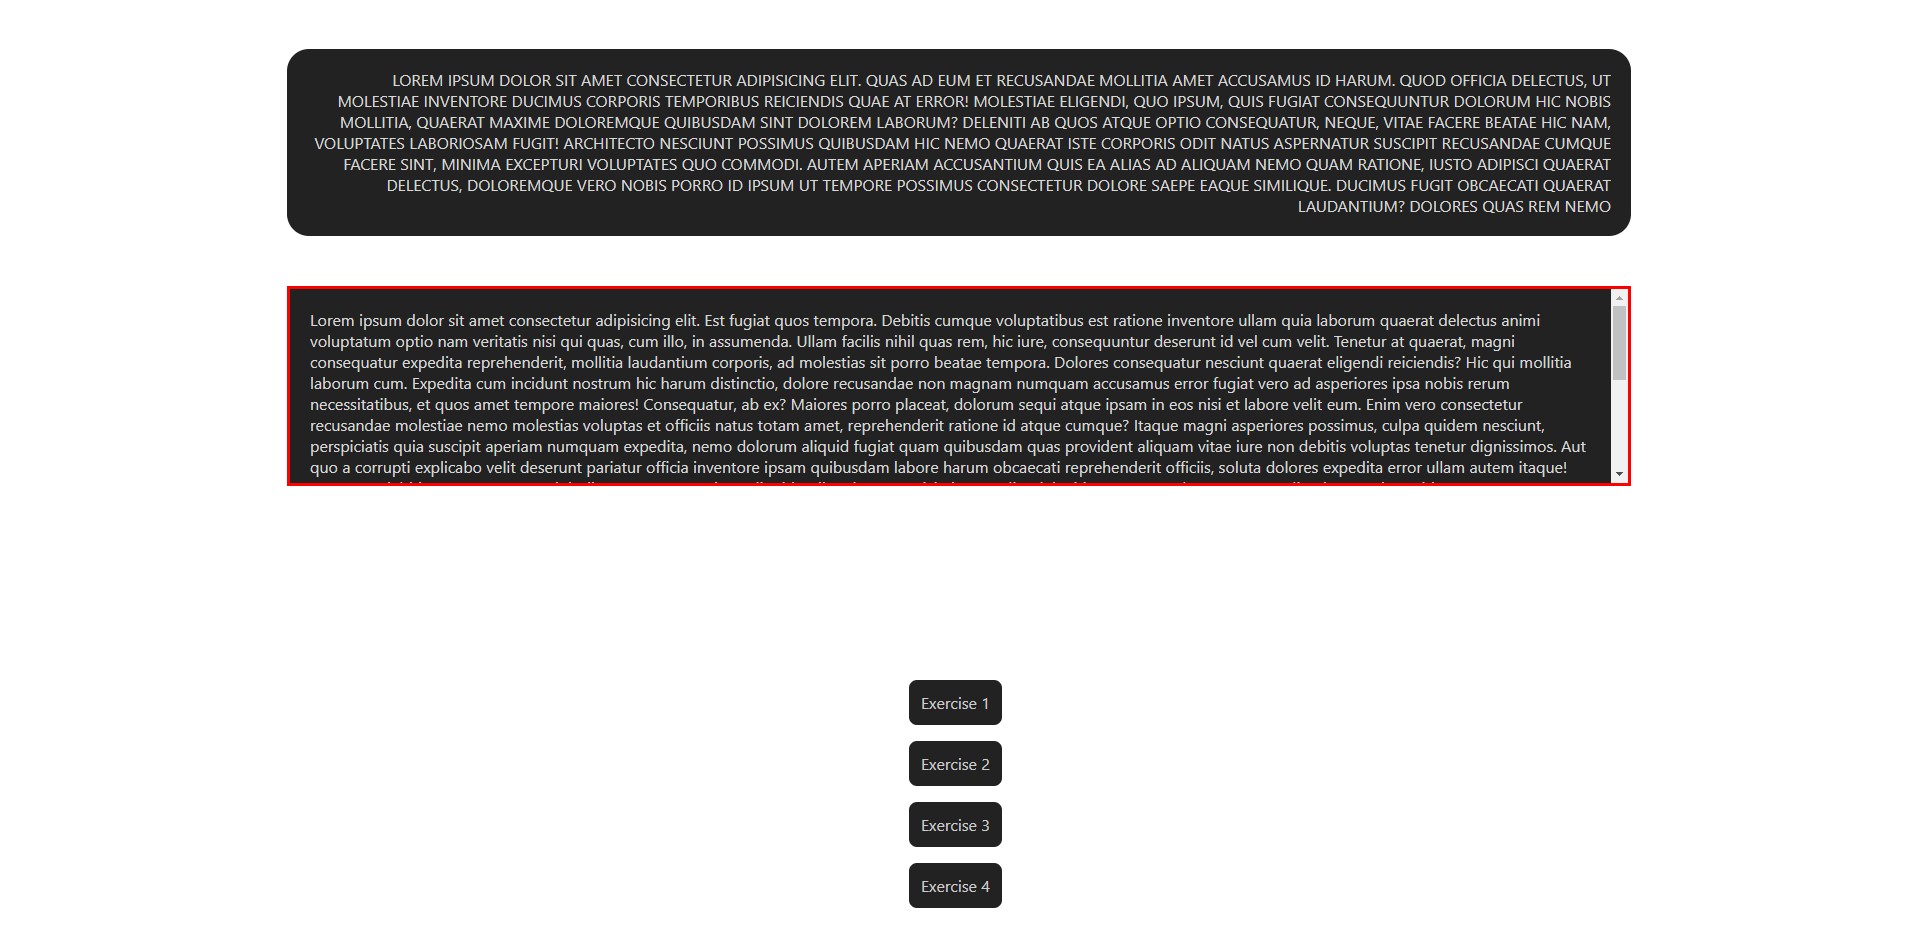 LOREM IPSUM DOLOR SIT AMET CONSECTETUR ADIPISICING ELIT. QUAS AD EUM ET RECUSANDAE MOLLITIA AMET ACCUSAMUS ID HARUM. QUOD OFFICIA DELECTUS, UT
MOLESTIAE INVENTORE DUCIMUS CORPORIS TEMPORIBUS REICIENDIS QUAE AT ERROR! MOLESTIAE ELIGENDI, QUO IPSUM, QUIS FUGIAT CONSEQUUNTUR DOLORUM HIC NOBIS
MOLLITIA, QUAERAT MAXIME DOLOREMQUE QUIBUSDAM SINT DOLOREM LABORUM? DELENITI AB QUOS ATQUE OPTIO CONSEQUATUR, NEQUE, VITAE FACERE BEATAE HIC NAM,
VOLUPTATES LABORIOSAM FUGIT! ARCHITECTO NESCIUNT POSSIMUS QUIBUSDAM HIC NEMO QUAERAT ISTE CORPORIS ODIT NATUS ASPERNATUR SUSCIPIT RECUSANDAE CUMQUE
FACERE SINT, MINIMA EXCEPTURI VOLUPTATES QUO COMMODI. AUTEM APERIAM ACCUSANTIUM QUIS EA ALIAS AD ALIQUAM NEMO QUAM RATIONE, IUSTO ADIPISCI QUAERAT
DELECTUS, DOLOREMQUE VERO NOBIS PORRO ID IPSUM UT TEMPORE POSSIMUS CONSECTETUR DOLORE SAEPE EAQUE SIMILIQUE. DUCIMUS FUGIT OBCAECATI QUAERAT
LAUDANTIUM? DOLORES QUAS REM NEMO
Lorem ipsum dolor sit amet consectetur adipisicing elit. Est fugiat quos tempora. Debitis cumque voluptatibus est ratione inventore ullam quia laborum quaerat delectus animi
voluptatum optio nam veritatis nisi qui quas, cum illo, in assumenda. Ullam facilis nihil quas rem, hic iure, consequuntur deserunt id vel cum velit. Tenetur at quaerat, magni
consequatur expedita reprehenderit, mollitia laudantium corporis, ad molestias sit porro beatae tempora. Dolores consequatur nesciunt quaerat eligendi reiciendis? Hic qui mollitia
laborum cum. Expedita cum incidunt nostrum hic harum distinctio, dolore recusandae non magnam numquam accusamus error fugiat vero ad asperiores ipsa nobis rerum
necessitatibus, et quos amet tempore maiores! Consequatur, ab ex? Maiores porro placeat, dolorum sequi atque ipsam in eos nisi et labore velit eum. Enim vero consectetur
recusandae molestiae nemo molestias voluptas et officiis natus totam amet, reprehenderit ratione id atque cumque? Itaque magni asperiores possimus, culpa quidem nesciunt,
perspiciatis quia suscipit aperiam numquam expedita, nemo dolorum aliquid fugiat quam quibusdam quas provident aliquam vitae iure non debitis voluptas tenetur dignissimos. Aut
quo a corrupti explicabo velit deserunt pariatur officia inventore ipsam quibusdam labore harum obcaecati reprehenderit officiis, soluta dolores expedita error ullam autem itaque!
Exercise 1
Exercise 2
Exercise 3
Exercise 4